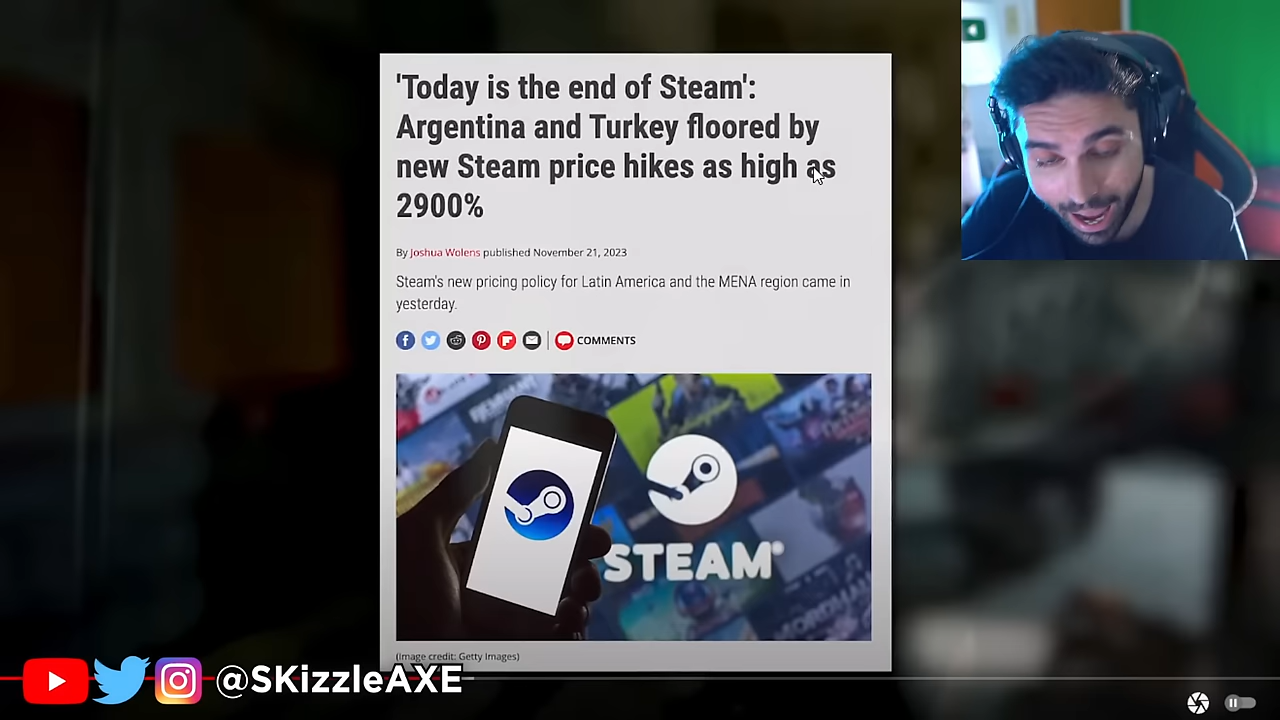 'Today is the end of Steam':
Argentina and Turkey floored by
new Steam price hikes as high as
2900%
By Joshua Wolens published November 21, 2023
Steam's new pricing policy for Latin America and the MENA region came in
yesterday.
COMMENTS
STEAM
(Image credit: Getty Images)
@SKizzleAXE